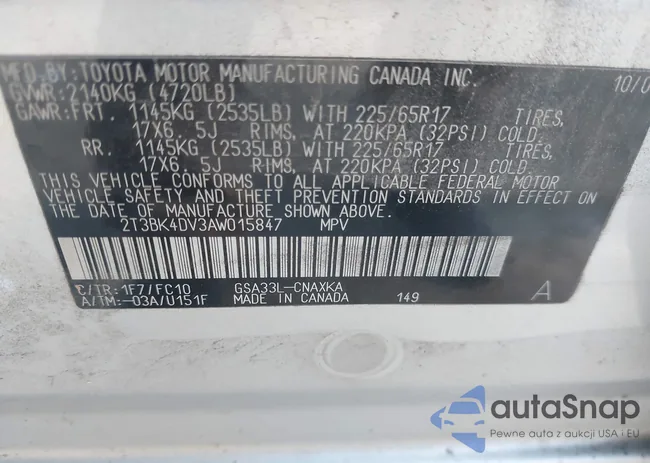 MFD.BY:TOYOTA MOTOR MANUFACTURING CANADA INC. 10/0
GVWR:2140KG (4720LB)
GAWR:FRT. 1145KG (2535LB) WITH 225/65R17 TIRES,
17X6.5J RIMS, AT 220KPA (32PSI) COLD.
RR. 1145KG (2535LB) WITH 225/65R17 TIRES,
17X6.5J RIMS, AT 220KPA (32PSI) COLD.
THIS VEHICLE CONFORMS TO ALL APPLICABLE FEDERAL MOTOR
VEHICLE SAFETY AND THEFT PREVENTION STANDARDS IN EFFECT
ON THE DATE OF MANUFACTURE SHOWN ABOVE.
2T3BK4DV3AW015847 MPV
C/TR:1F7/FC10 GSA33L-CNAXKA
A/TM:-03A/U151F MADE IN CANADA 149 A
autoSnap
Pewne auta z aukcji USA i EU